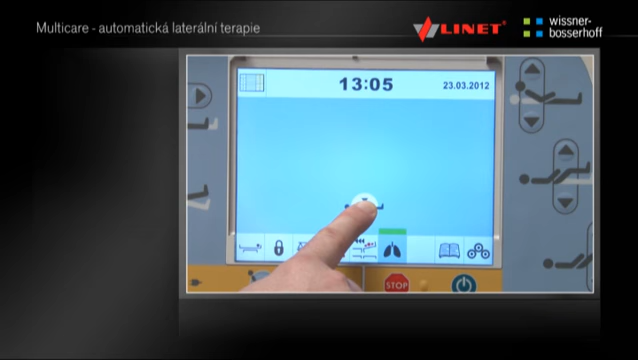 Multicare - automatická laterální terapie
LINET®
wissner-
bosserhoff
13:05
23.03.2012
STOP